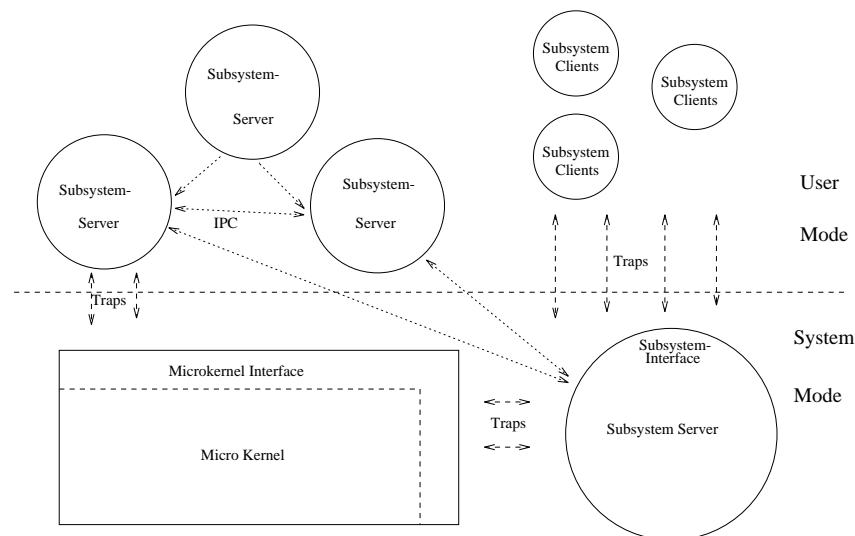 Subsystem
Clients
Subsystem-
Server
Subsystem
Clients
Subsystem
Clients
Subsystem-
Server
Subsystem-
Server
User
IPC
Mode
Traps
Traps
System
Subsystem-
Interface
Microkernel Interface
Mode
Traps
Subsystem Server
Micro Kernel